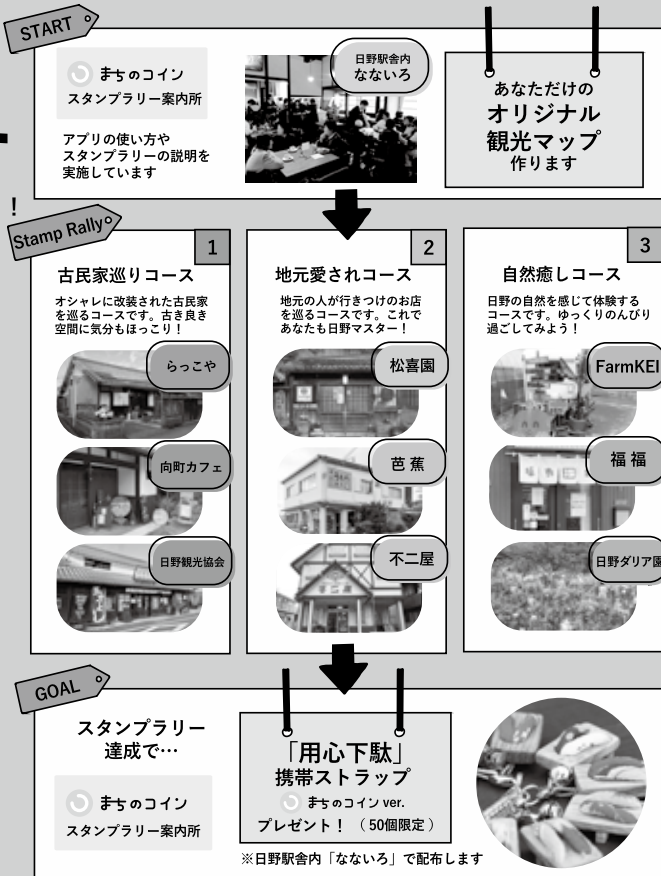 START
まちのコイン
スタンプラリー案内所
アプリの使い方や
スタンプラリーの説明を
実施しています
日野駅舎内
なないろ
あなただけの
オリジナル
観光マップ
作ります
!
Stamp Rally
1
古民家巡りコース
オシャレに改装された古民家
を巡るコースです。古き良き
空間に気分もほっこり！
らっこや
向町カフェ
日野観光協会
2
地元愛されコース
地元の人が行きつけのお店
を巡るコースです。これで
あなたも日野マスター！
松喜園
芭蕉
不二屋
3
自然癒しコース
日野の自然を感じて体験する
コースです。ゆっくりのんびり
過ごしてみよう！
FarmKEI
福福
日野ダリア園
GOAL
スタンプラリー
達成で…
まちのコイン
スタンプラリー案内所
「用心下駄」
携帯ストラップ
まちのコイン ver.
プレゼント！（50個限定）
※日野駅舎内「なないろ」で配布します